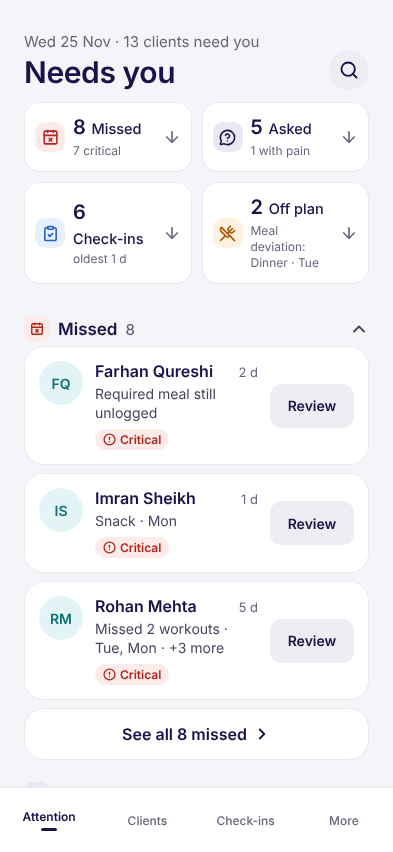 Wed 25 Nov · 13 clients need you
Needs you
8 Missed
7 critical
5 Asked
1 with pain
6
Check-ins
oldest 1 d
2 Off plan
Meal
deviation:
Dinner · Tue
Missed 8
FQ
Farhan Qureshi 2 d
Required meal still
unlogged
Critical
Review
IS
Imran Sheikh 1 d
Snack · Mon
Critical
Review
RM
Rohan Mehta 5 d
Missed 2 workouts ·
Tue, Mon · +3 more
Critical
Review
See all 8 missed
Attention
Clients
Check-ins
More